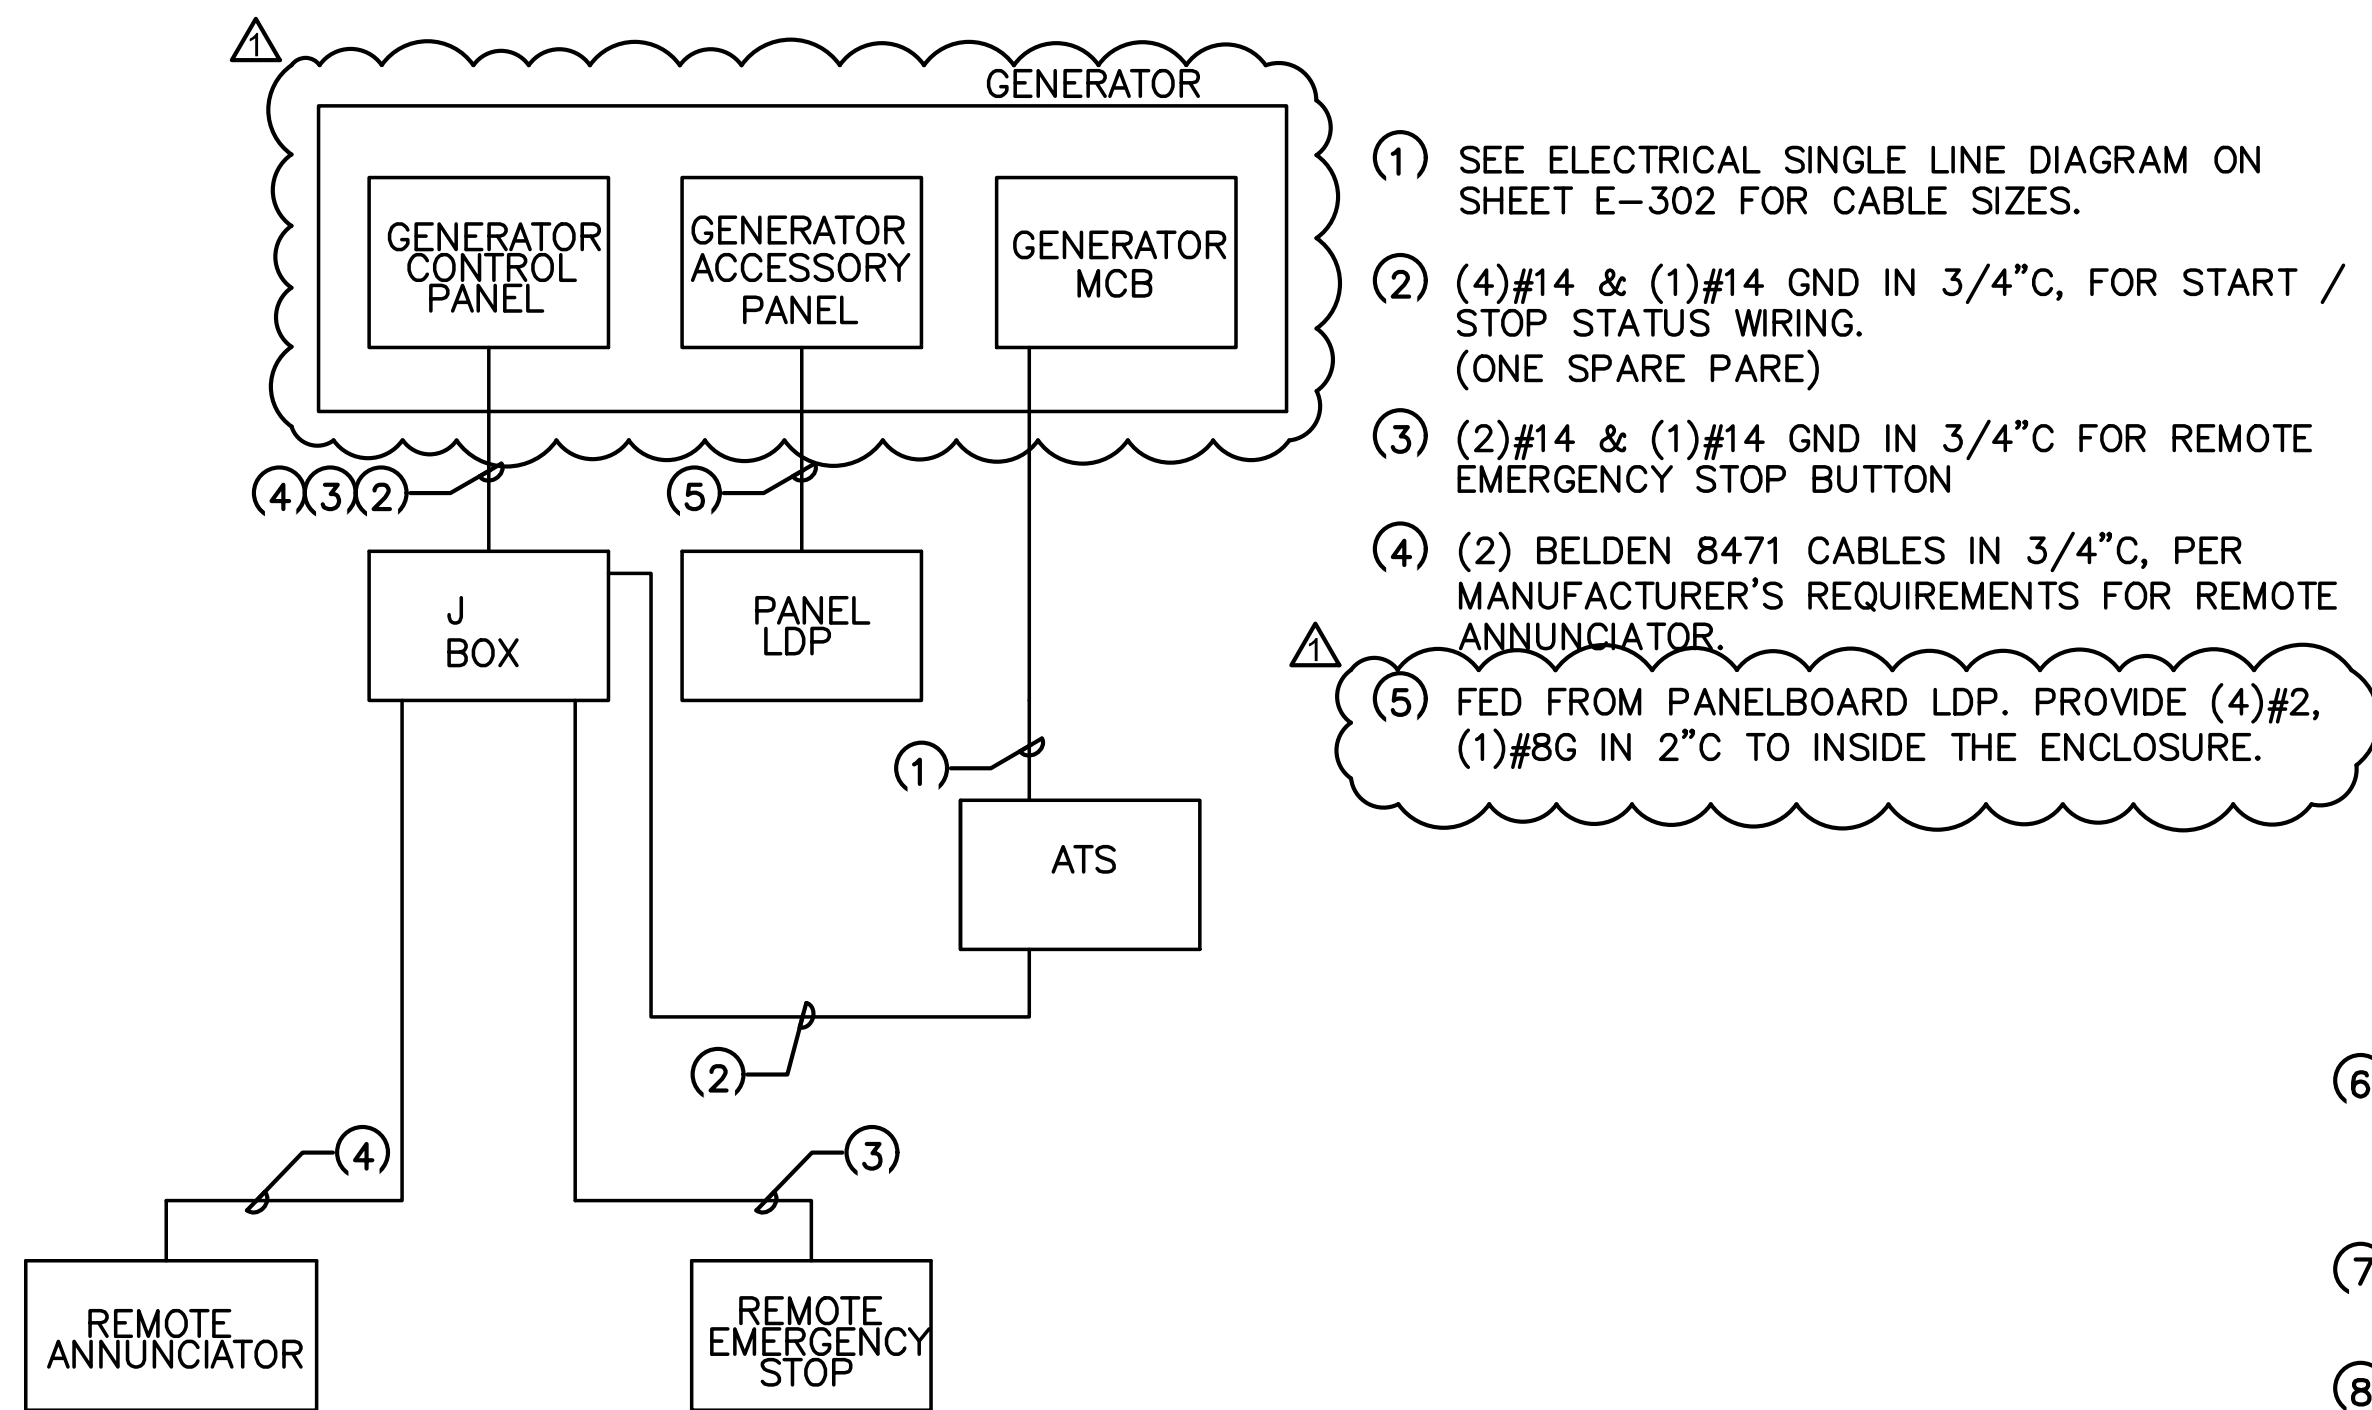 1
GENERATOR
GENERATOR
CONTROL
PANEL
GENERATOR
ACCESSORY
PANEL
GENERATOR
MCB
4 3 2
5
J
BOX
PANEL
LDP
1
ATS
2
4
3
REMOTE
ANNUNCIATOR
REMOTE
EMERGENCY
STOP
1 SEE ELECTRICAL SINGLE LINE DIAGRAM ON
SHEET E-302 FOR CABLE SIZES.
2 (4)#14 & (1)#14 GND IN 3/4"C, FOR START /
STOP STATUS WIRING.
(ONE SPARE PARE)
3 (2)#14 & (1)#14 GND IN 3/4"C FOR REMOTE
EMERGENCY STOP BUTTON
4 (2) BELDEN 8471 CABLES IN 3/4"C, PER
MANUFACTURER'S REQUIREMENTS FOR REMOTE
ANNUNCIATOR.
1
5 FED FROM PANELBOARD LDP. PROVIDE (4)#2,
(1)#8G IN 2"C TO INSIDE THE ENCLOSURE.
6
7
8